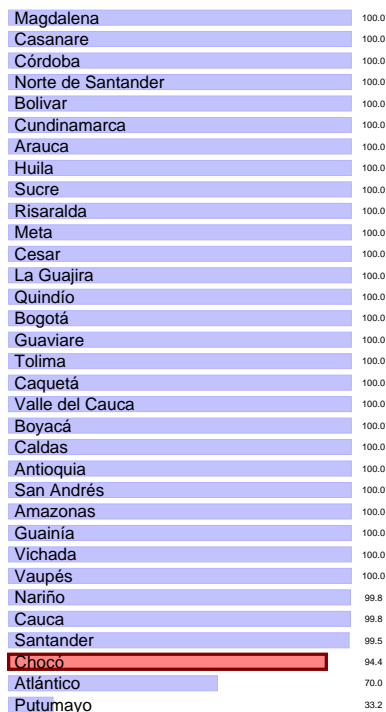 Magdalena 100.0
Casanare 100.0
Córdoba 100.0
Norte de Santander 100.0
Bolivar 100.0
Cundinamarca 100.0
Arauca 100.0
Huila 100.0
Sucre 100.0
Risaralda 100.0
Meta 100.0
Cesar 100.0
La Guajira 100.0
Quindío 100.0
Bogotá 100.0
Guaviare 100.0
Tolima 100.0
Caquetá 100.0
Valle del Cauca 100.0
Boyacá 100.0
Caldas 100.0
Antioquia 100.0
San Andrés 100.0
Amazonas 100.0
Guainía 100.0
Vichada 100.0
Vaupés 100.0
Nariño 99.8
Cauca 99.8
Santander 99.5
Chocó 94.4
Atlántico 70.0
Putumayo 33.2